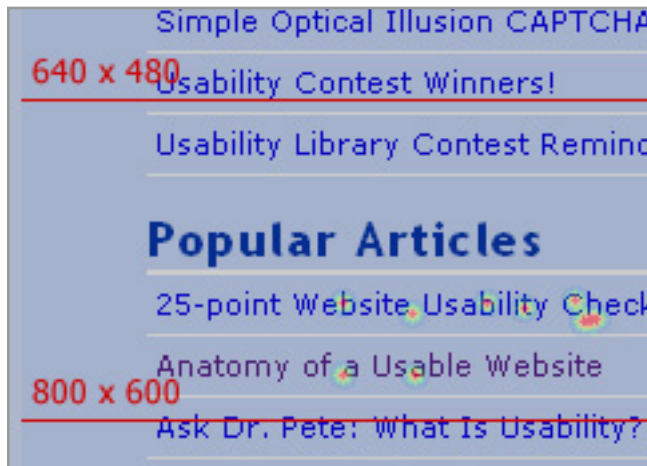 Simple Optical Illusion CAPTCHA
640 x 480
Usability Contest Winners!
Usability Library Contest Remind
Popular Articles
25-point Website Usability Check
Anatomy of a Usable Website
800 x 600
Ask Dr. Pete: What Is Usability?